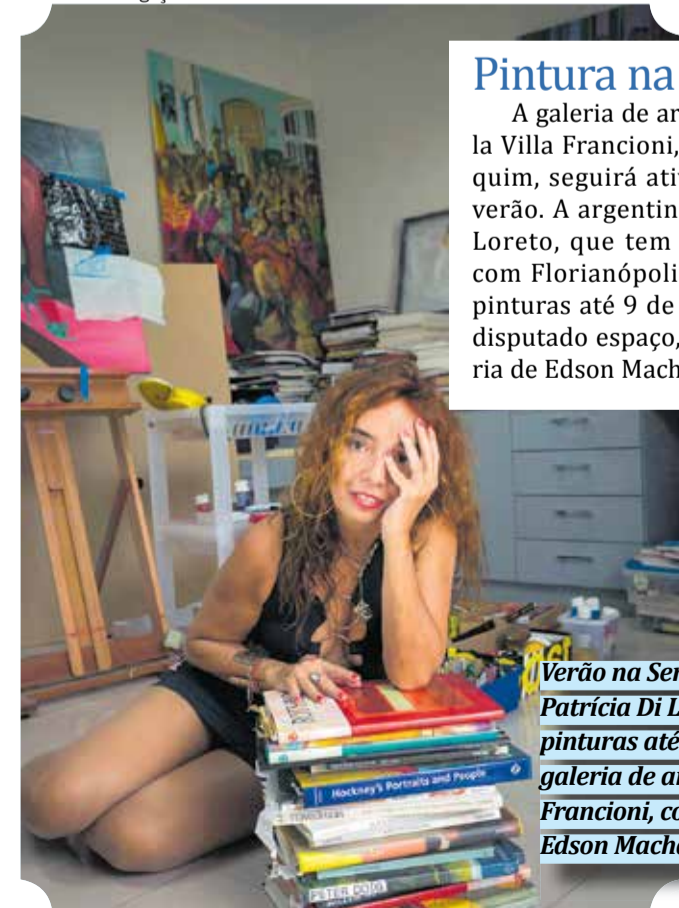 Pintura na
A galeria de ar
la Villa Francioni,
quim, seguirá ativ
verão. A argentin
Loreto, que tem
com Florianópoli
pinturas até 9 de
disputado espaço,
ria de Edson Mach
Verão na Ser
Patrícia Di L
pinturas até
galeria de ar
Francioni, co
Edson Macha
Hockney's Portraits and People
PETER DOIG